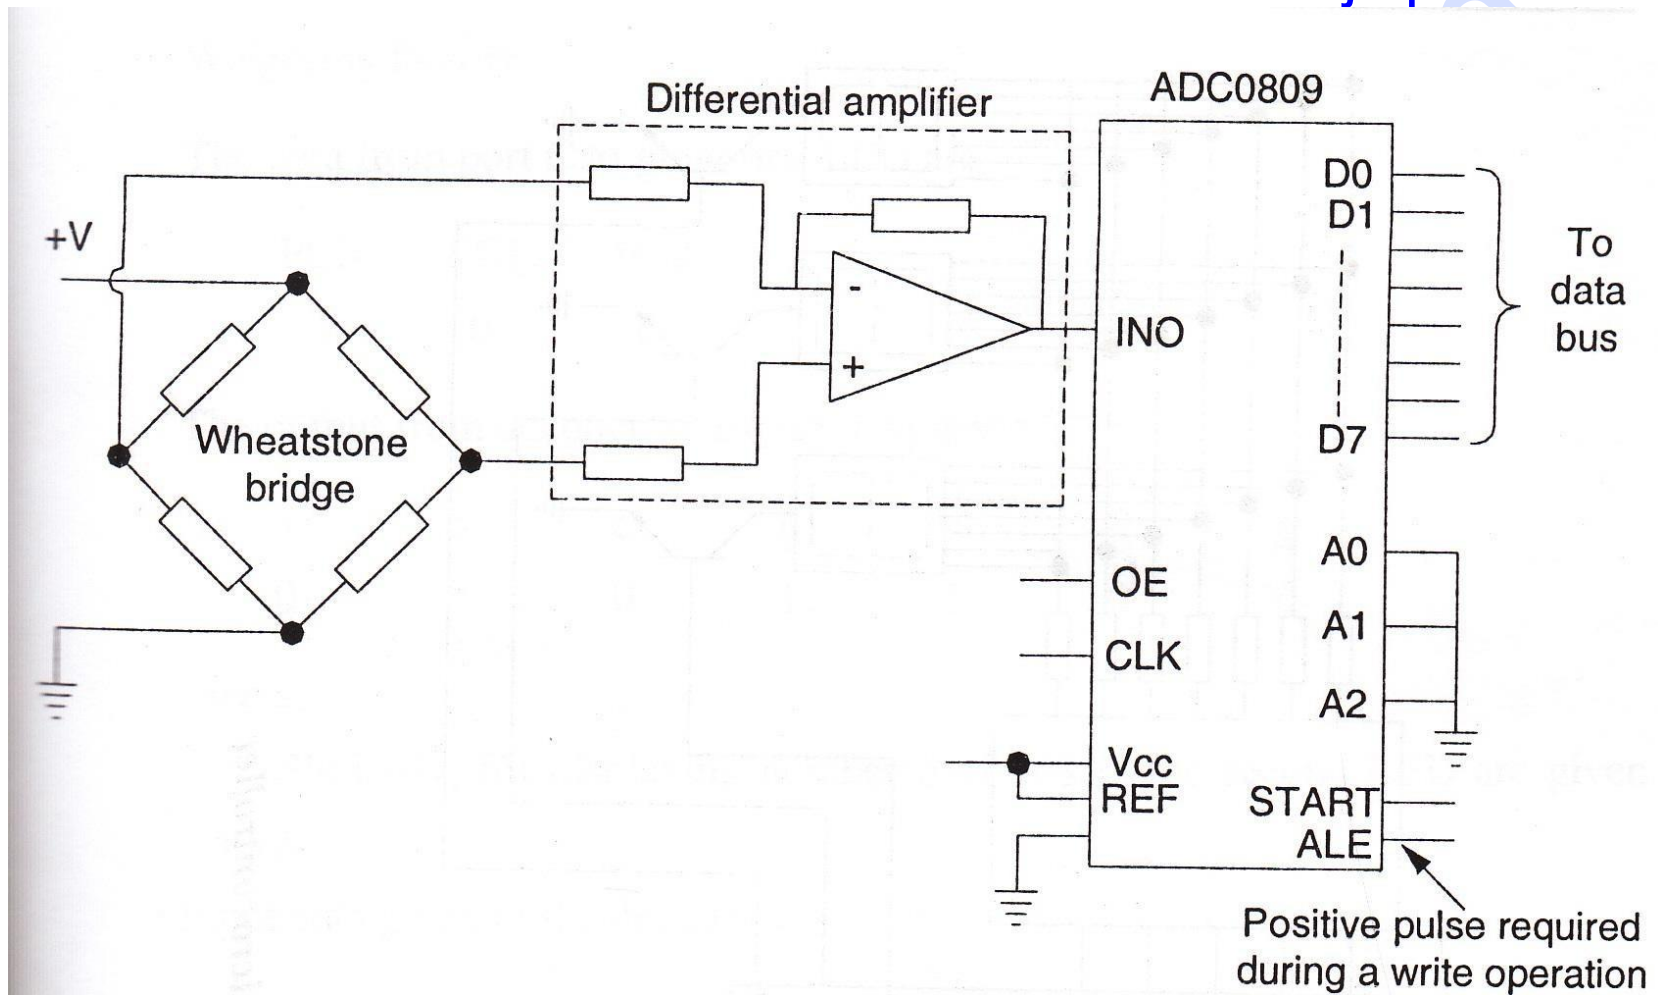 ADC0809
Differential amplifier
D0
D1
+V
To
data
bus
-
INO
+
D7
Wheatstone
bridge
A0
OE
A1
CLK
A2
Vcc
REF
START
ALE
Positive pulse required
during a write operation
given